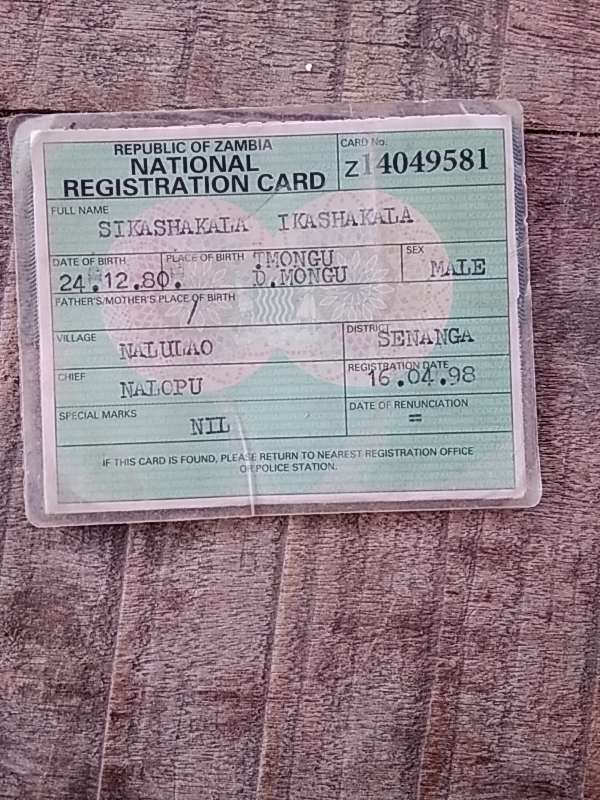 REPUBLIC OF ZAMBIA
NATIONAL
REGISTRATION CARD
CARD No.
Z14049581
FULL NAME
SIKASHAKALA IKASHAKALA
DATE OF BIRTH
24.12.80.
PLACE OF BIRTH
TMONGU
D.MONGU
SEX
MALE
FATHER'S/MOTHER'S PLACE OF BIRTH
/
VILLAGE
NALULAO
DISTRICT
SENANGA
CHIEF
NALOPU
REGISTRATION DATE
16.04.98
SPECIAL MARKS
NIL
DATE OF RENUNCIATION
=
IF THIS CARD IS FOUND, PLEASE RETURN TO NEAREST REGISTRATION OFFICE
OR POLICE STATION.